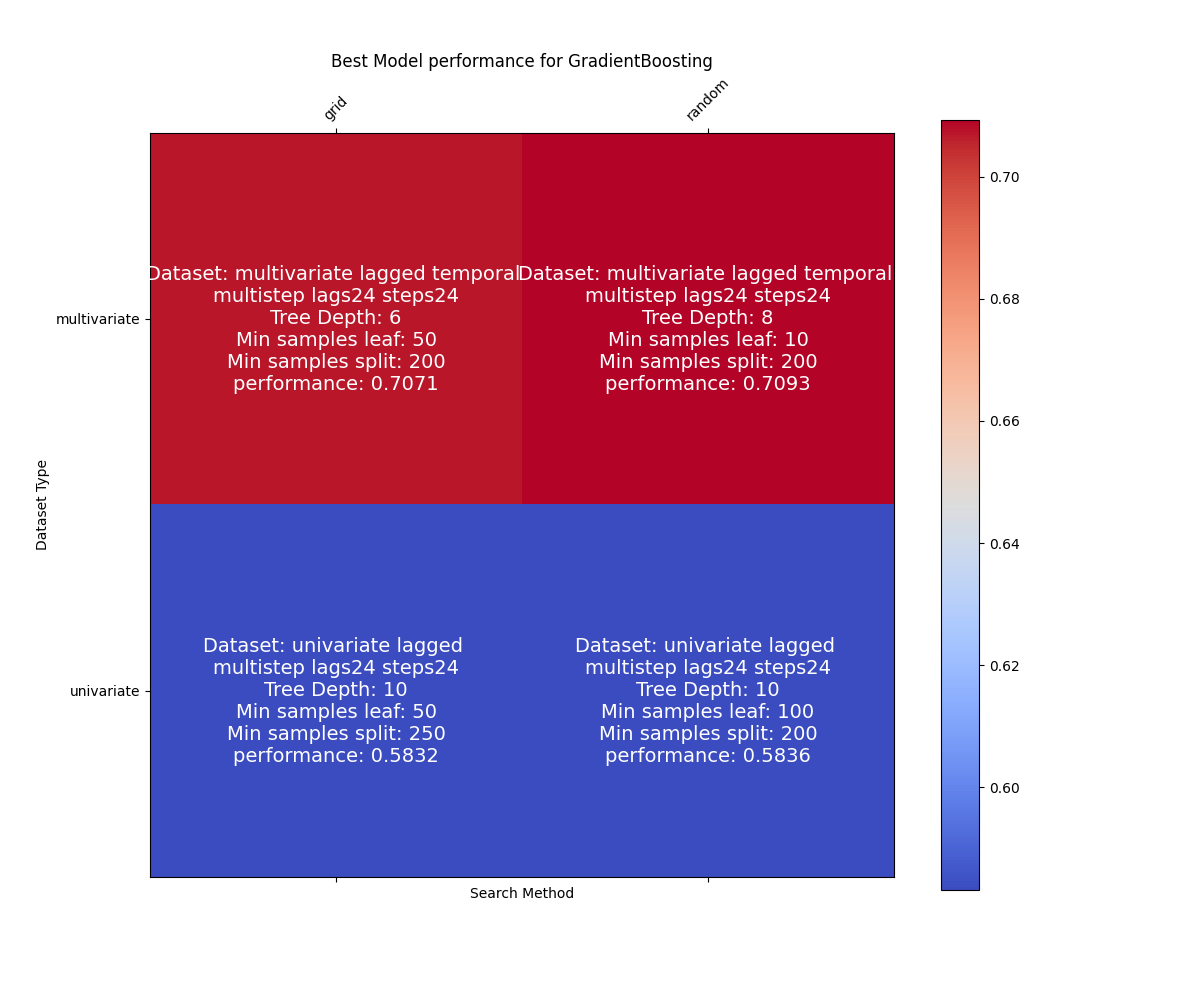 Best Model performance for GradientBoosting
grid
random
Dataset: multivariate lagged temporal
multistep lags24 steps24
Tree Depth: 6
Min samples leaf: 50
Min samples split: 200
performance: 0.7071
Dataset: multivariate lagged temporal
multistep lags24 steps24
Tree Depth: 8
Min samples leaf: 10
Min samples split: 200
performance: 0.7093
multivariate
Dataset Type
univariate
Dataset: univariate lagged
multistep lags24 steps24
Tree Depth: 10
Min samples leaf: 50
Min samples split: 250
performance: 0.5832
Dataset: univariate lagged
multistep lags24 steps24
Tree Depth: 10
Min samples leaf: 100
Min samples split: 200
performance: 0.5836
Search Method
0.70
0.68
0.66
0.64
0.62
0.60